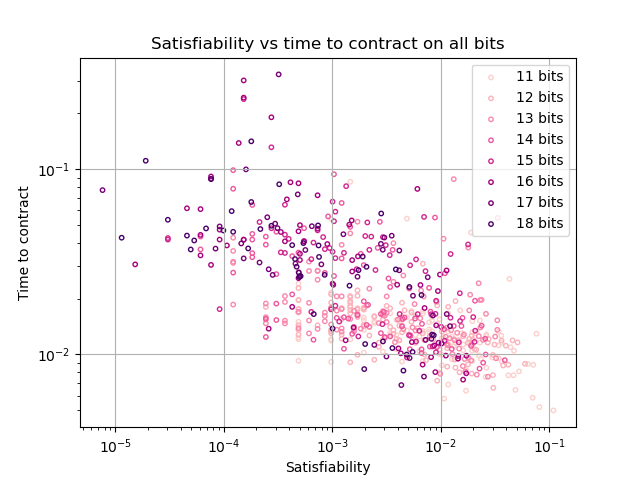 Satisfiability vs time to contract on all bits
Time to contract
10⁻¹
10⁻²
11 bits
12 bits
13 bits
14 bits
15 bits
16 bits
17 bits
18 bits
10⁻⁵
10⁻⁴
10⁻³
10⁻²
10⁻¹
Satisfiability